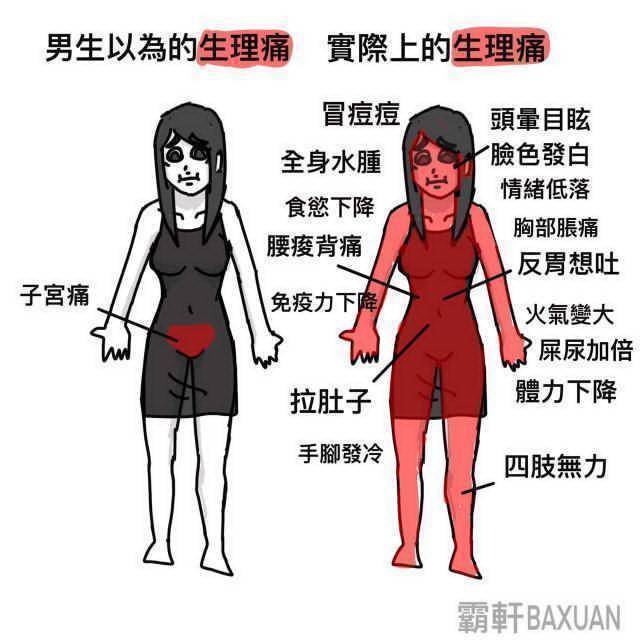 男生以為的生理痛
實際上的生理痛
子宮痛
冒痘痘
全身水腫
食慾下降
腰痠背痛
免疫力下降
拉肚子
手腳發冷
頭暈目眩
臉色發白
情緒低落
胸部脹痛
反胃想吐
火氣變大
屎尿加倍
體力下降
四肢無力
霸軒BAXUAN